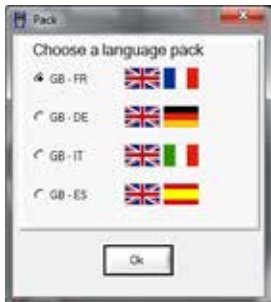 Pack
Choose a language pack
GB - FR
GB - DE
GB - IT
GB - ES
Ok